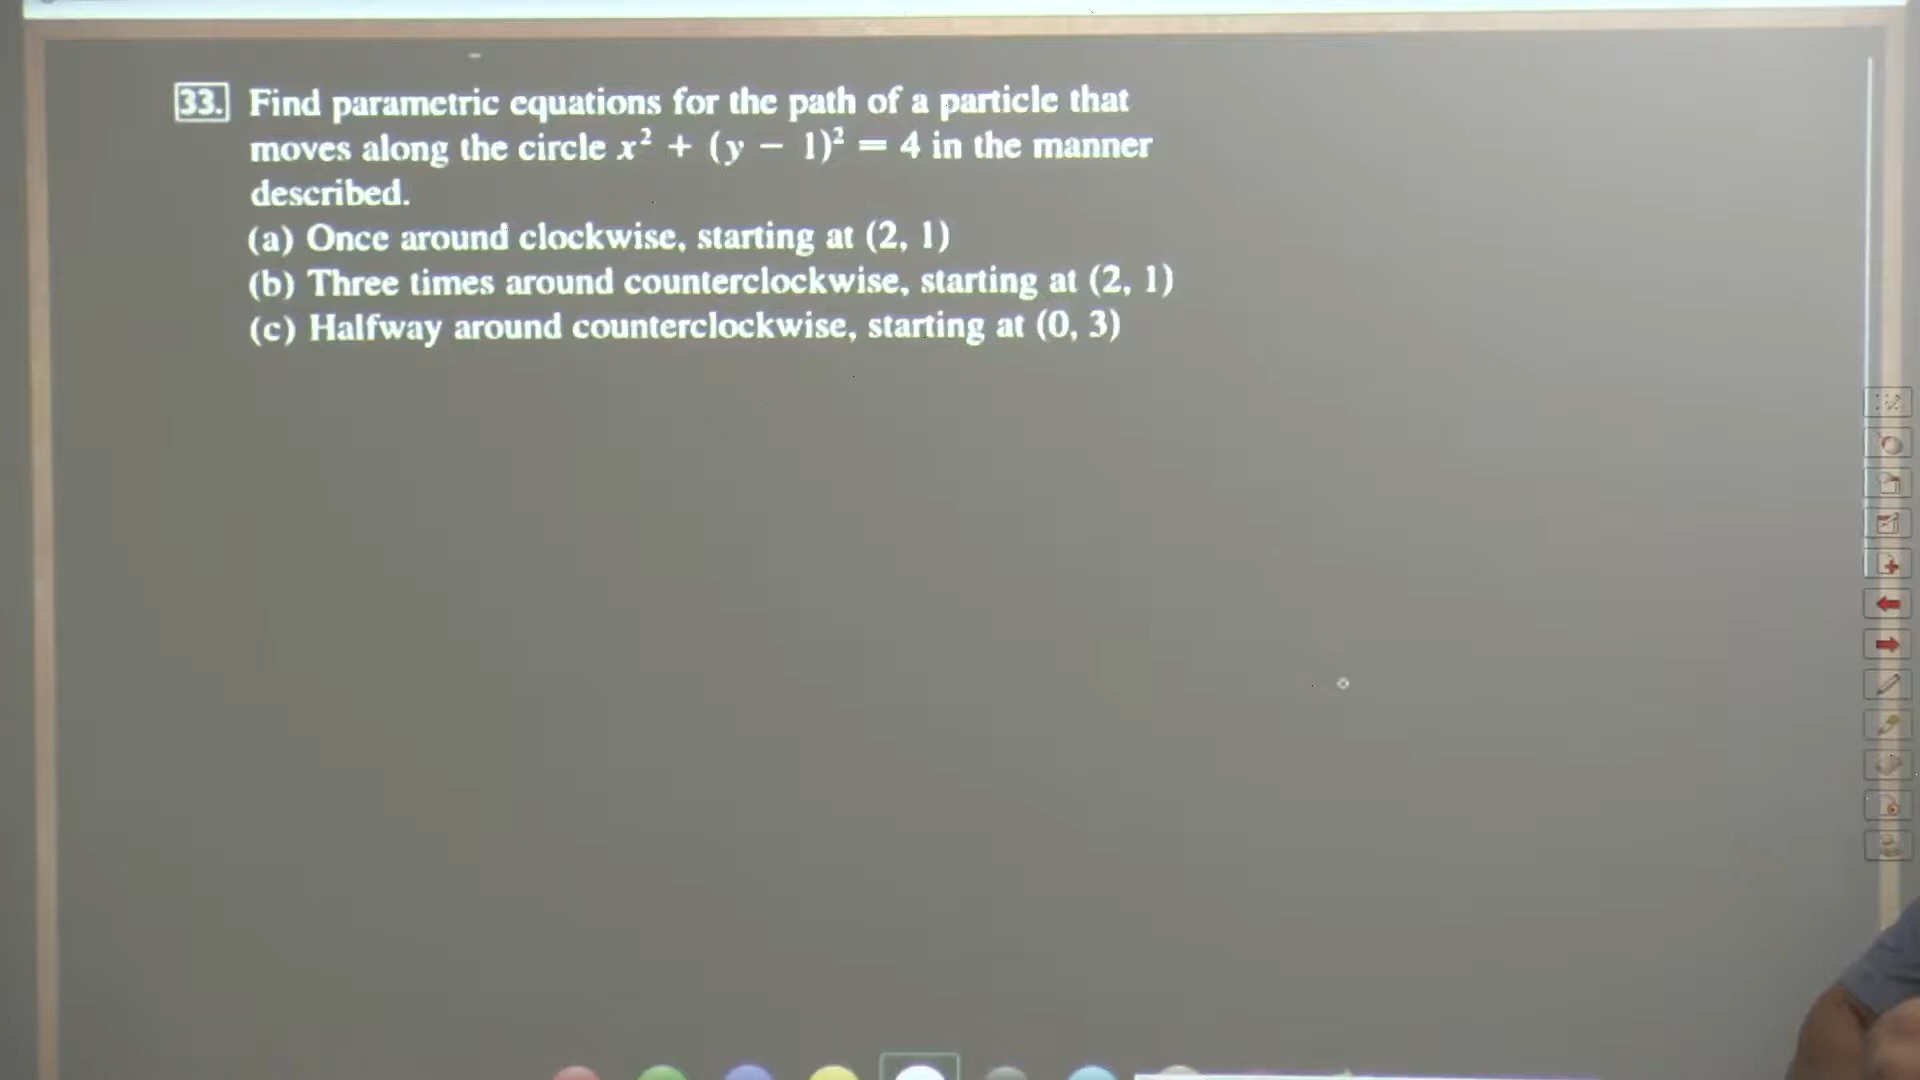 33. Find parametric equations for the path of a particle that
moves along the circle x² + (y − 1)² = 4 in the manner
described.
(a) Once around clockwise, starting at (2, 1)
(b) Three times around counterclockwise, starting at (2, 1)
(c) Halfway around counterclockwise, starting at (0, 3)